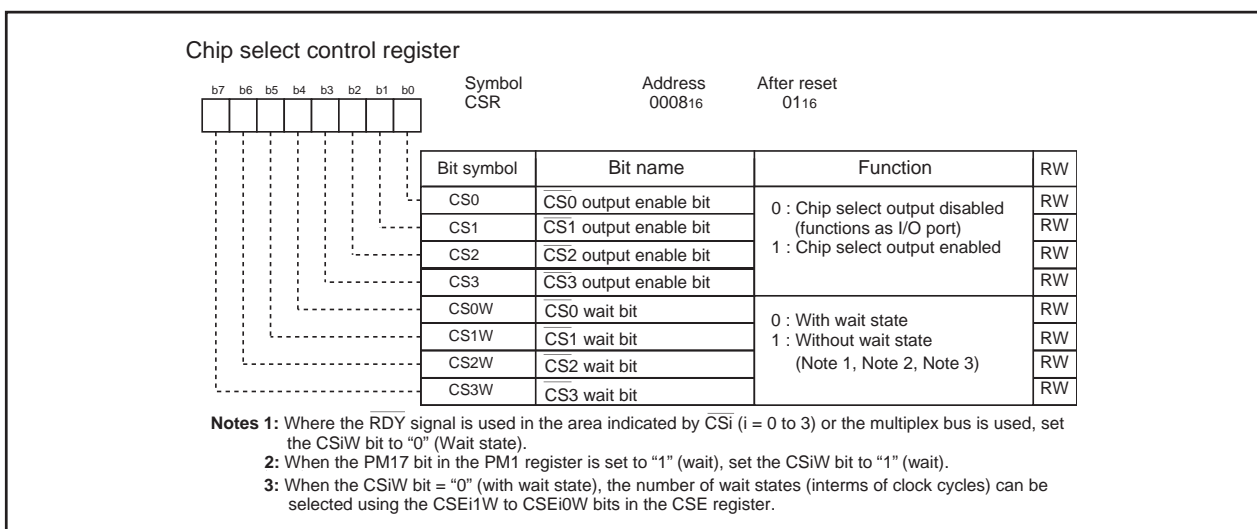 Chip select control register
Symbol Address After reset
b7 b6 b5 b4 b3 b2 b1 b0
CSR 000816 0116
Bit symbol Bit name Function RW
CS0 CS0 output enable bit 0 : Chip select output disabled RW
CS1 CS1 output enable bit (functions as I/O port) RW
CS2 CS2 output enable bit 1 : Chip select output enabled RW
CS3 CS3 output enable bit RW
CS0W CS0 wait bit 0 : With wait state RW
CS1W CS1 wait bit 1 : Without wait state RW
CS2W CS2 wait bit (Note 1, Note 2, Note 3) RW
CS3W CS3 wait bit RW
Notes 1: Where the RDY signal is used in the area indicated by CSi (i = 0 to 3) or the multiplex bus is used, set
the CSiW bit to “0” (Wait state).
2: When the PM17 bit in the PM1 register is set to “1” (wait), set the CSiW bit to “1” (wait).
3: When the CSiW bit = “0” (with wait state), the number of wait states (interms of clock cycles) can be
selected using the CSEi1W to CSEi0W bits in the CSE register.